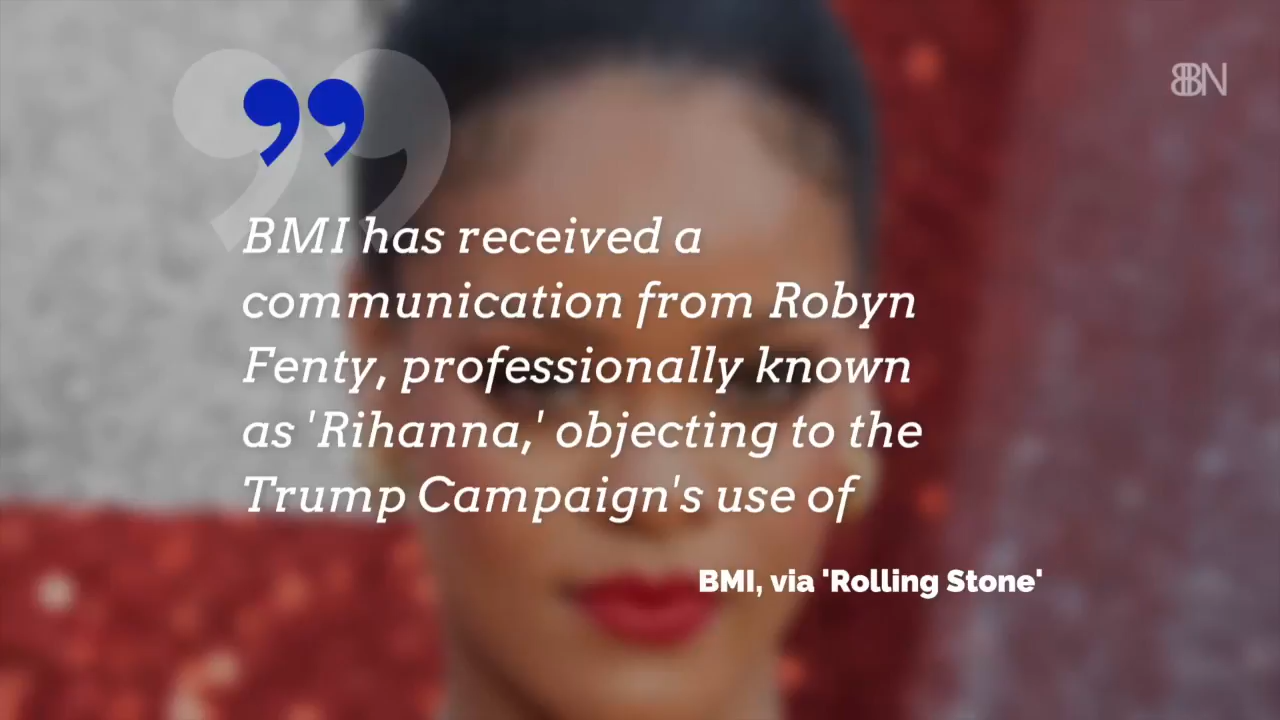 BBN
BMI has received a
communication from Robyn
Fenty, professionally known
as 'Rihanna,' objecting to the
Trump Campaign's use of
BMI, via 'Rolling Stone'